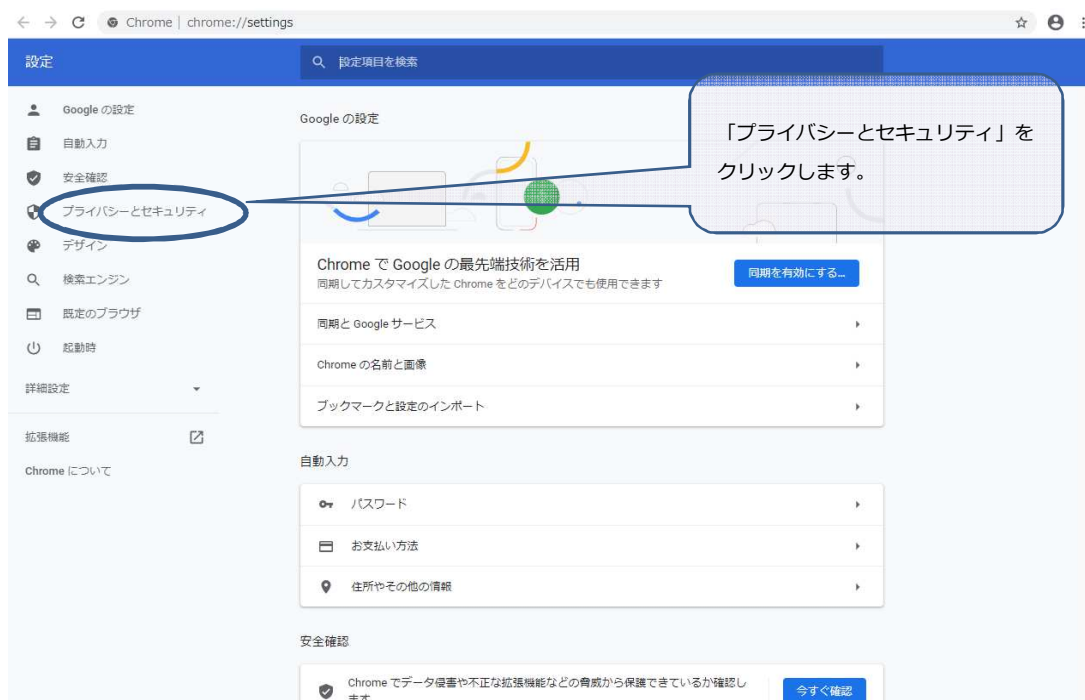 Chrome | chrome://settings
設定
設定項目を検索
Google の設定
自動入力
安全確認
プライバシーとセキュリティ
デザイン
検索エンジン
既定のブラウザ
起動時
詳細設定
拡張機能
Chrome について
「プライバシーとセキュリティ」を
クリックします。
Google の設定
Chrome で Google の最先端技術を活用
同期してカスタマイズした Chrome をどのデバイスでも使用できます
同期を有効にする...
同期と Google サービス
Chrome の名前と画像
ブックマークと設定のインポート
自動入力
パスワード
お支払い方法
住所やその他の情報
安全確認
Chrome でデータ侵害や不正な拡張機能などの脅威から保護できているか確認し
ます
今すぐ確認